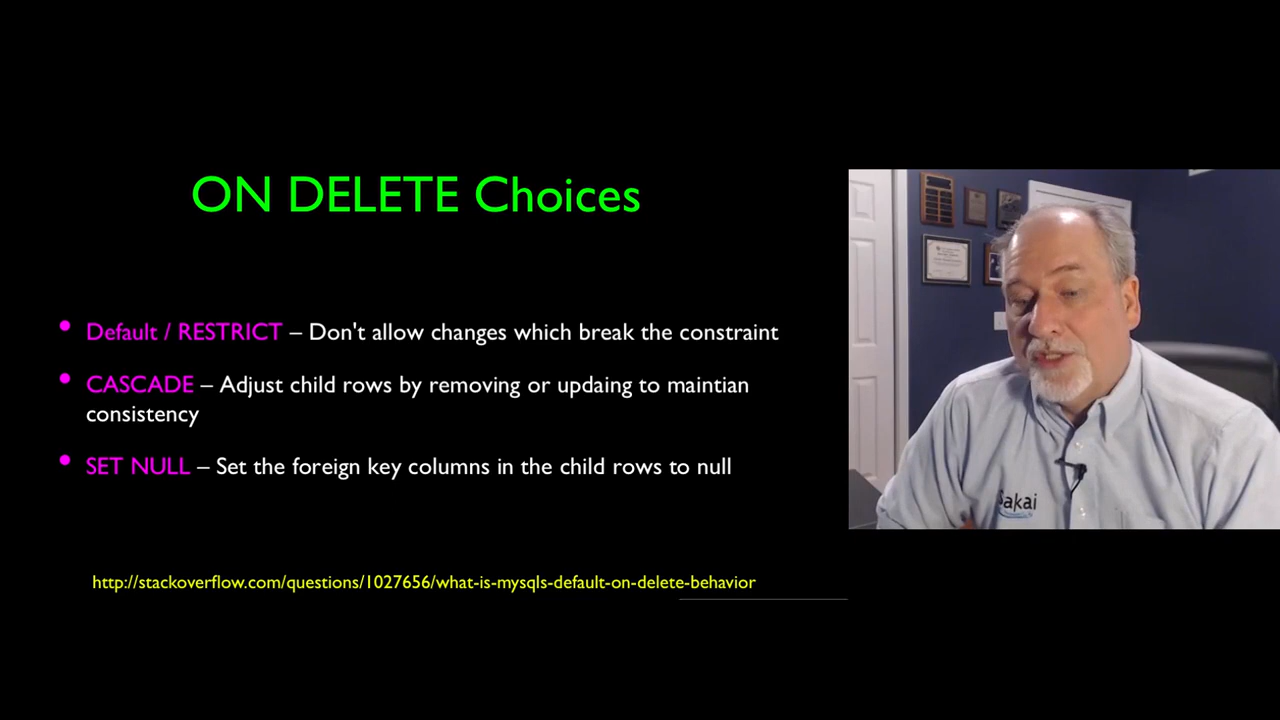 ON DELETE Choices
• Default / RESTRICT – Don't allow changes which break the constraint
• CASCADE – Adjust child rows by removing or updaing to maintian
consistency
• SET NULL – Set the foreign key columns in the child rows to null
http://stackoverflow.com/questions/1027656/what-is-mysqls-default-on-delete-behavior
Sakai